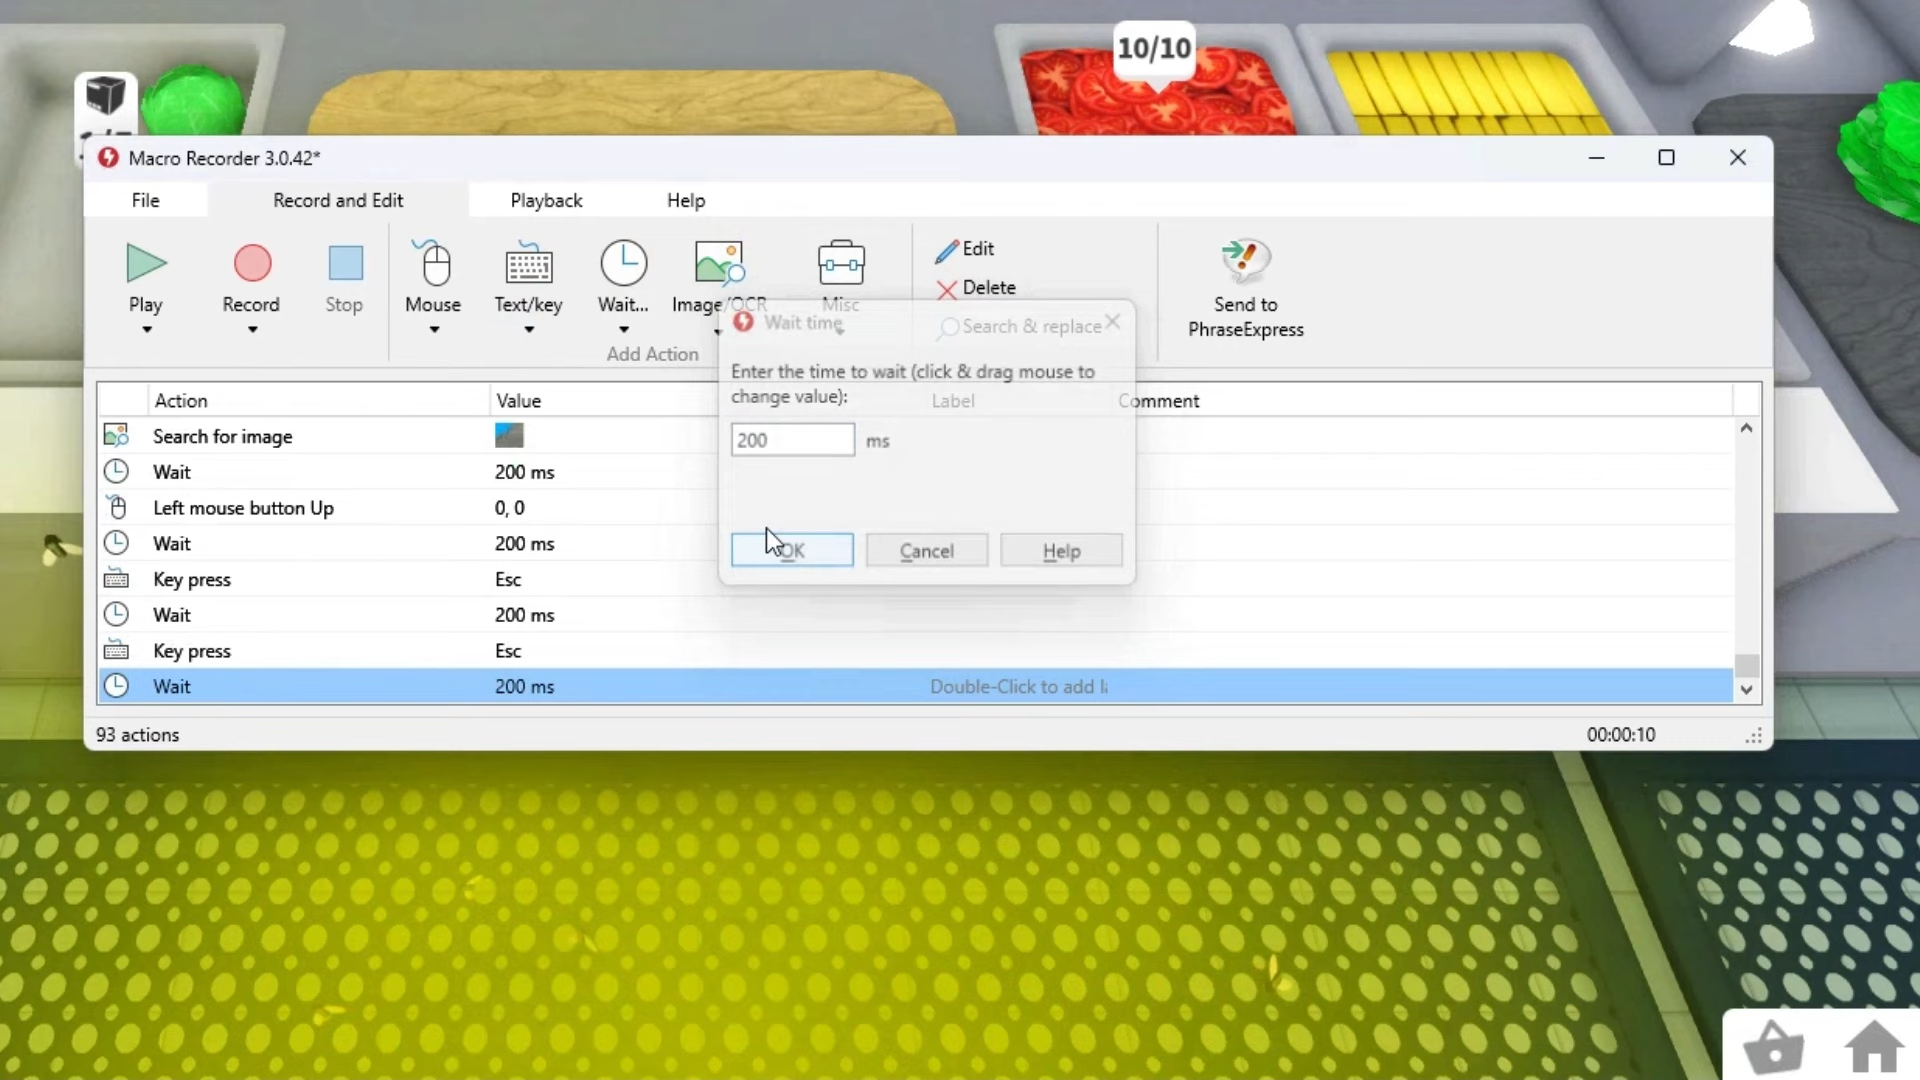 10/10
Macro Recorder 3.0.42*
File Record and Edit Playback Help
Play Record Stop Mouse Text/key Wait... Image/OCR Misc
Edit
Delete
Search & replace
Send to
PhraseExpress
Add Action
Wait time
Enter the time to wait (click & drag mouse to
change value):
200 ms
OK Cancel Help
Action Value Label Comment
Search for image
Wait 200 ms
Left mouse button Up 0, 0
Wait 200 ms
Key press Esc
Wait 200 ms
Key press Esc
Wait 200 ms Double-Click to add l
93 actions 00:00:10